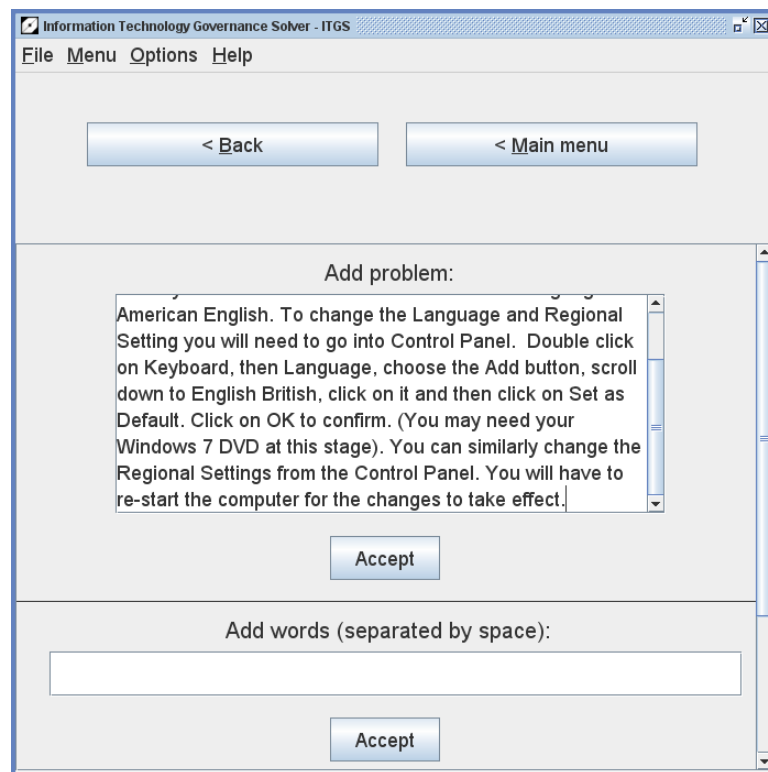 Information Technology Governance Solver - ITGS
File Menu Options Help
< Back
< Main menu
Add problem:
American English. To change the Language and Regional
Setting you will need to go into Control Panel.  Double click
on Keyboard, then Language, choose the Add button, scroll
down to English British, click on it and then click on Set as
Default. Click on OK to confirm. (You may need your
Windows 7 DVD at this stage). You can similarly change the
Regional Settings from the Control Panel. You will have to
re-start the computer for the changes to take effect.
Accept
Add words (separated by space):
Accept